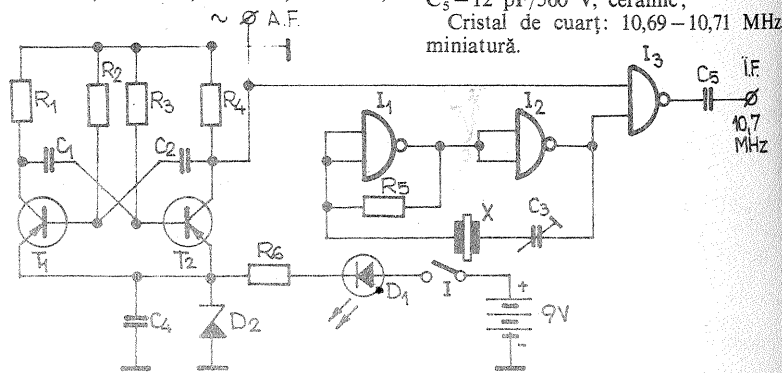 C₅–12 pF/500 V, ceramic;
Cristal de cuarț: 10,69–10,71 MHz
miniatură.
~ A.F.
I₃
C₅
Î.F.
10,7
MHz
R₁
R₂
R₃
R₄
I₁
I₂
C₁
C₂
R₅
X
C₃
T₁
T₂
R₆
D₁
I
+
9V
-
C₄
D₂